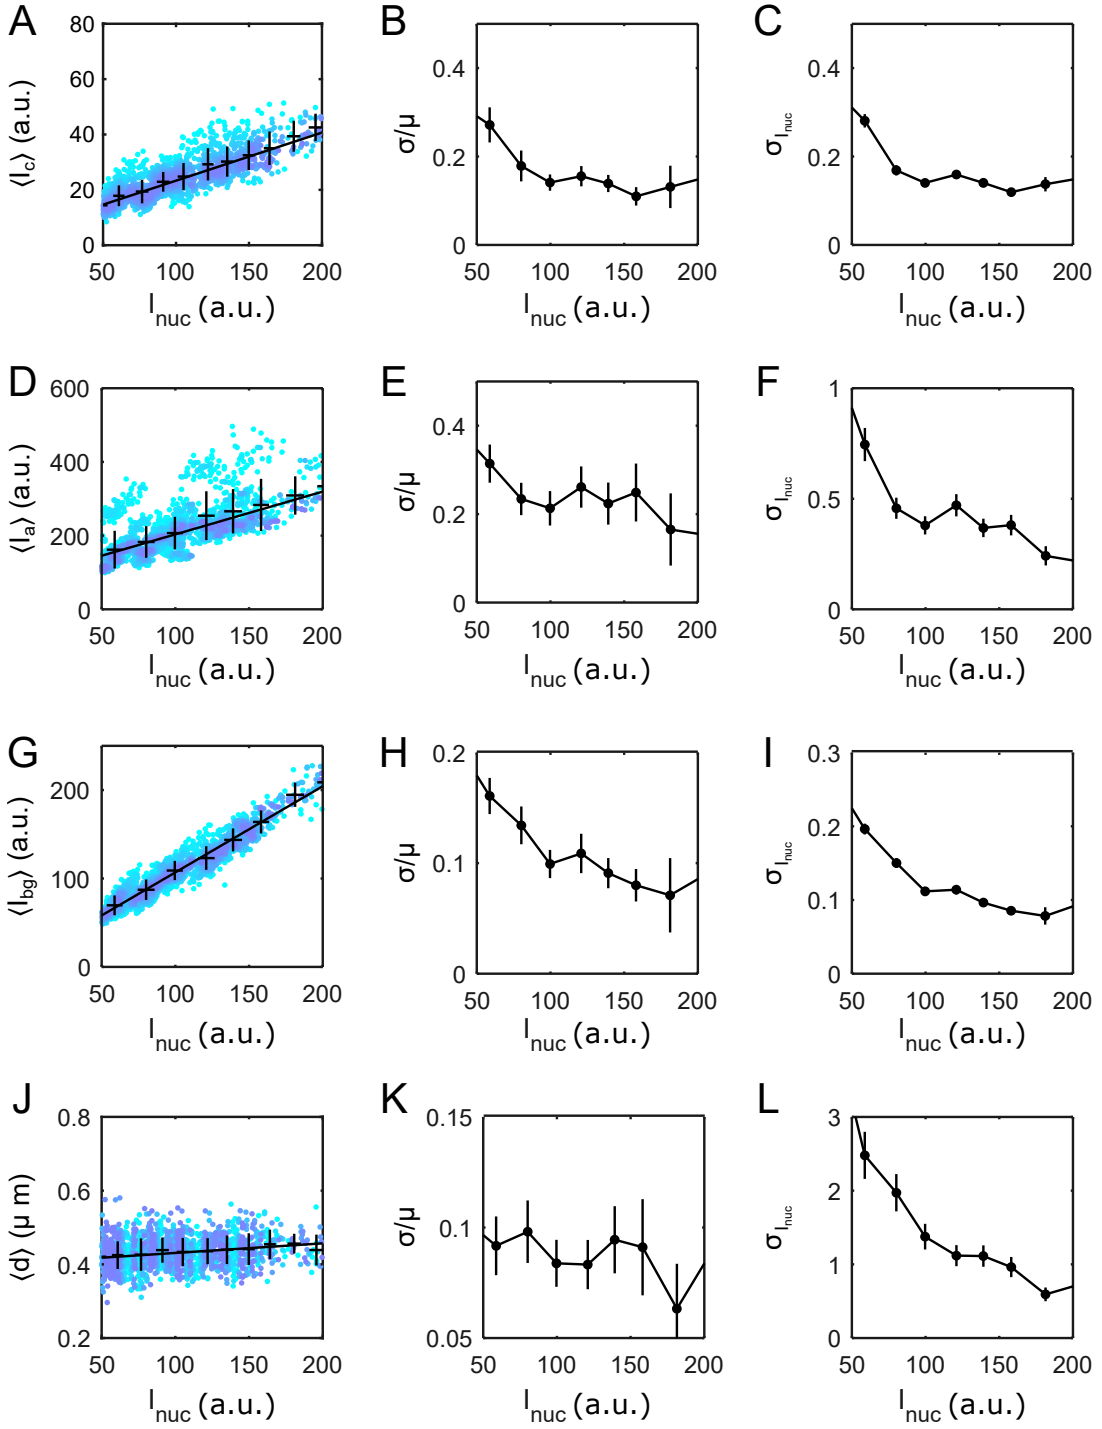 A
B
C
80
60
40
20
0
⟨I_c⟩ (a.u.)
50 100 150 200
I_nuc (a.u.)
0.4
0.2
0
σ/μ
50 100 150 200
I_nuc (a.u.)
0.4
0.2
0
σ_I_nuc
50 100 150 200
I_nuc (a.u.)
D
E
F
600
400
200
0
⟨I_a⟩ (a.u.)
50 100 150 200
I_nuc (a.u.)
0.4
0.2
0
σ/μ
50 100 150 200
I_nuc (a.u.)
1
0.5
0
σ_I_nuc
50 100 150 200
I_nuc (a.u.)
G
H
I
200
100
0
⟨I_bg⟩ (a.u.)
50 100 150 200
I_nuc (a.u.)
0.2
0.1
0
σ/μ
50 100 150 200
I_nuc (a.u.)
0.3
0.2
0.1
0
σ_I_nuc
50 100 150 200
I_nuc (a.u.)
J
K
L
0.8
0.6
0.4
0.2
⟨d⟩ (μ m)
50 100 150 200
I_nuc (a.u.)
0.15
0.1
0.05
σ/μ
50 100 150 200
I_nuc (a.u.)
3
2
1
0
σ_I_nuc
50 100 150 200
I_nuc (a.u.)